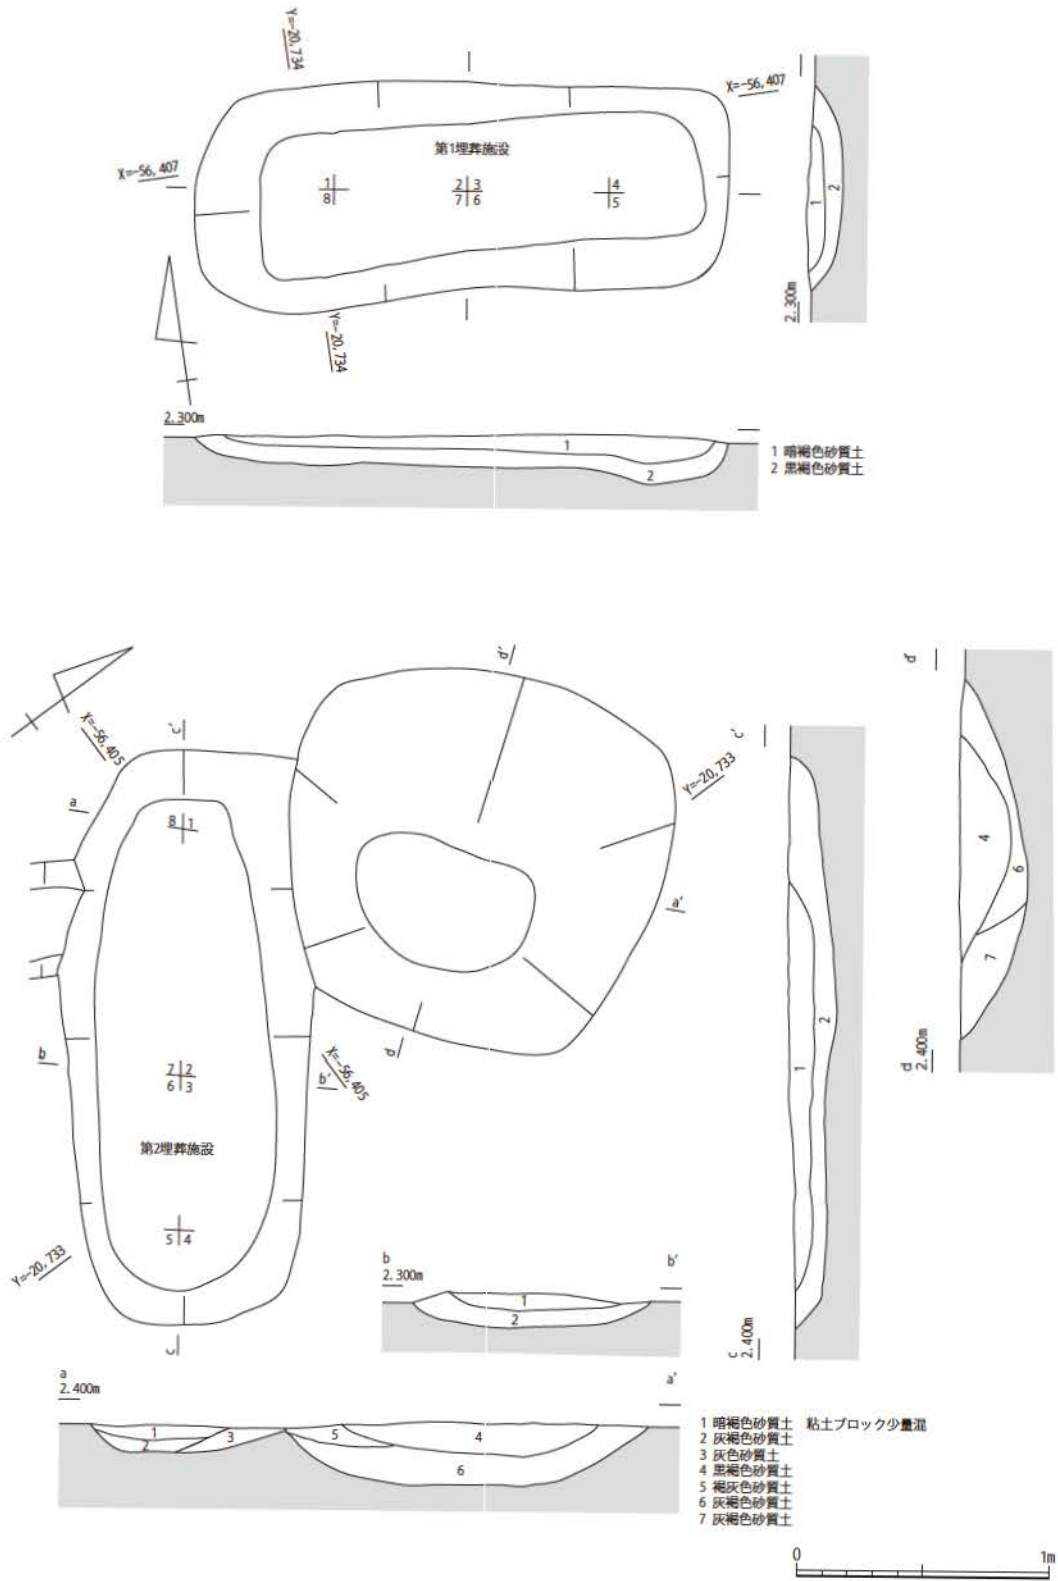 Y=-20,734
X=-56,407
第1埋葬施設
X=-56,407
1
8
2 3
7 6
4
5
1
2
2.300m
Y=-20,734
2.300m
1
2
1 暗褐色砂質土
2 黒褐色砂質土
d'
d'
X=-56,405
c'
c'
Y=-20,733
a
8 1
4
6
a'
7
2
d
2.400m
b
7 2
6 3
d
X=-56,405
b'
1
第2埋葬施設
5 4
Y=-20,733
b
2.300m
b'
1
2
c
c
2.400m
a
2.400m
a'
1
2
3
5
4
6
1 暗褐色砂質土 粘土ブロック少量混
2 灰褐色砂質土
3 灰色砂質土
4 黒褐色砂質土
5 褐灰色砂質土
6 灰褐色砂質土
7 灰褐色砂質土
0 1m